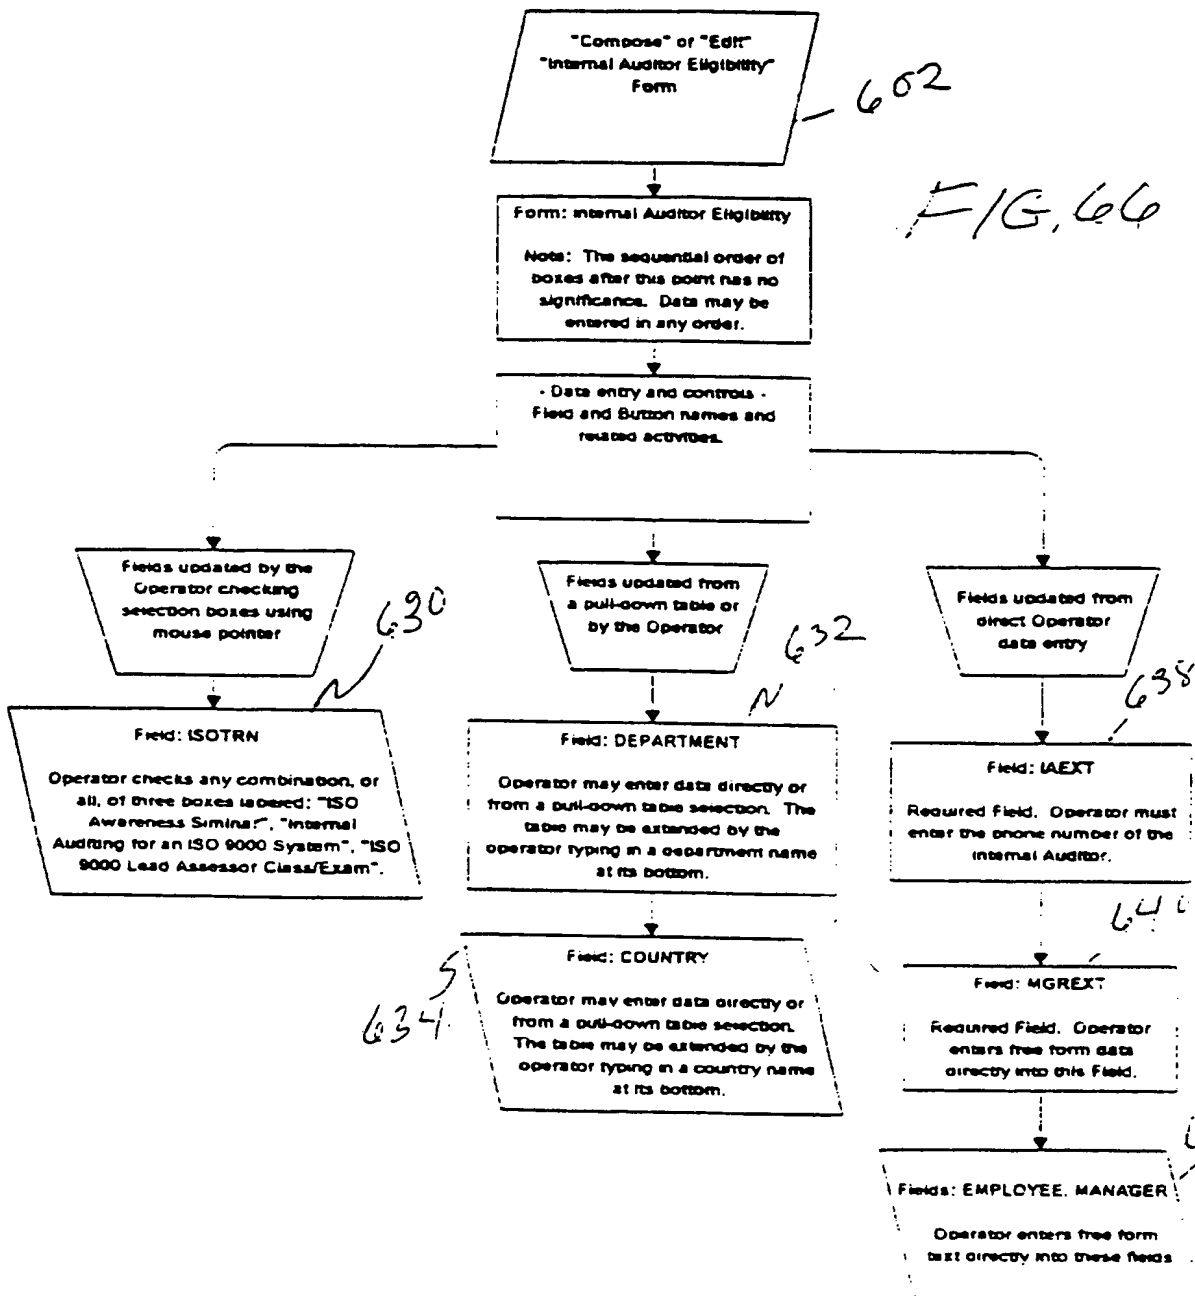 "Compose" or "Edit"
"Internal Auditor Eligibility"
Form
602
FIG. 66
Form: Internal Auditor Eligibility
Note: The sequential order of
boxes after this point has no
significance. Data may be
entered in any order.
- Data entry and controls -
Field and Button names and
related activities.
Fields updated by the
Operator checking
selection boxes using
mouse pointer
630
Fields updated from
a pull-down table or
by the Operator
632
Fields updated from
direct Operator
data entry
638
Field: ISOTRN
Operator checks any combination, or
all, of three boxes labeled: "ISO
Awareness Siminar", "Internal
Auditing for an ISO 9000 System", "ISO
9000 Lead Assessor Class/Exam".
Field: DEPARTMENT
Operator may enter data directly or
from a pull-down table selection. The
table may be extended by the
operator typing in a department name
at its bottom.
Field: IAEXT
Required Field. Operator must
enter the phone number of the
Internal Auditor.
634
Field: COUNTRY
Operator may enter data directly or
from a pull-down table selection.
The table may be extended by the
operator typing in a country name
at its bottom.
Field: MGREXT
Required Field. Operator
enters free form data
directly into this Field.
Fields: EMPLOYEE, MANAGER
Operator enters free form
text directly into these fields